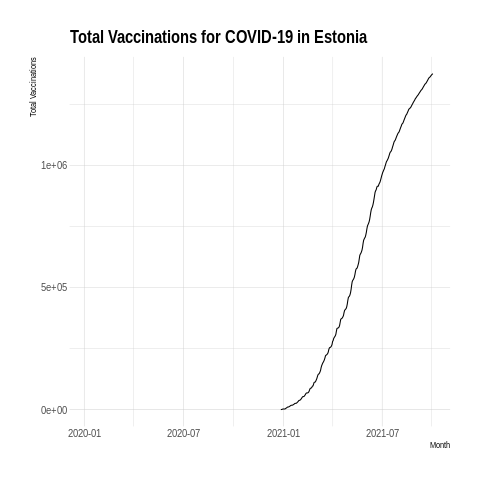 Total Vaccinations for COVID-19 in Estonia
Total Vaccinations
1e+06
5e+05
0e+00
2020-01 2020-07 2021-01 2021-07
Month